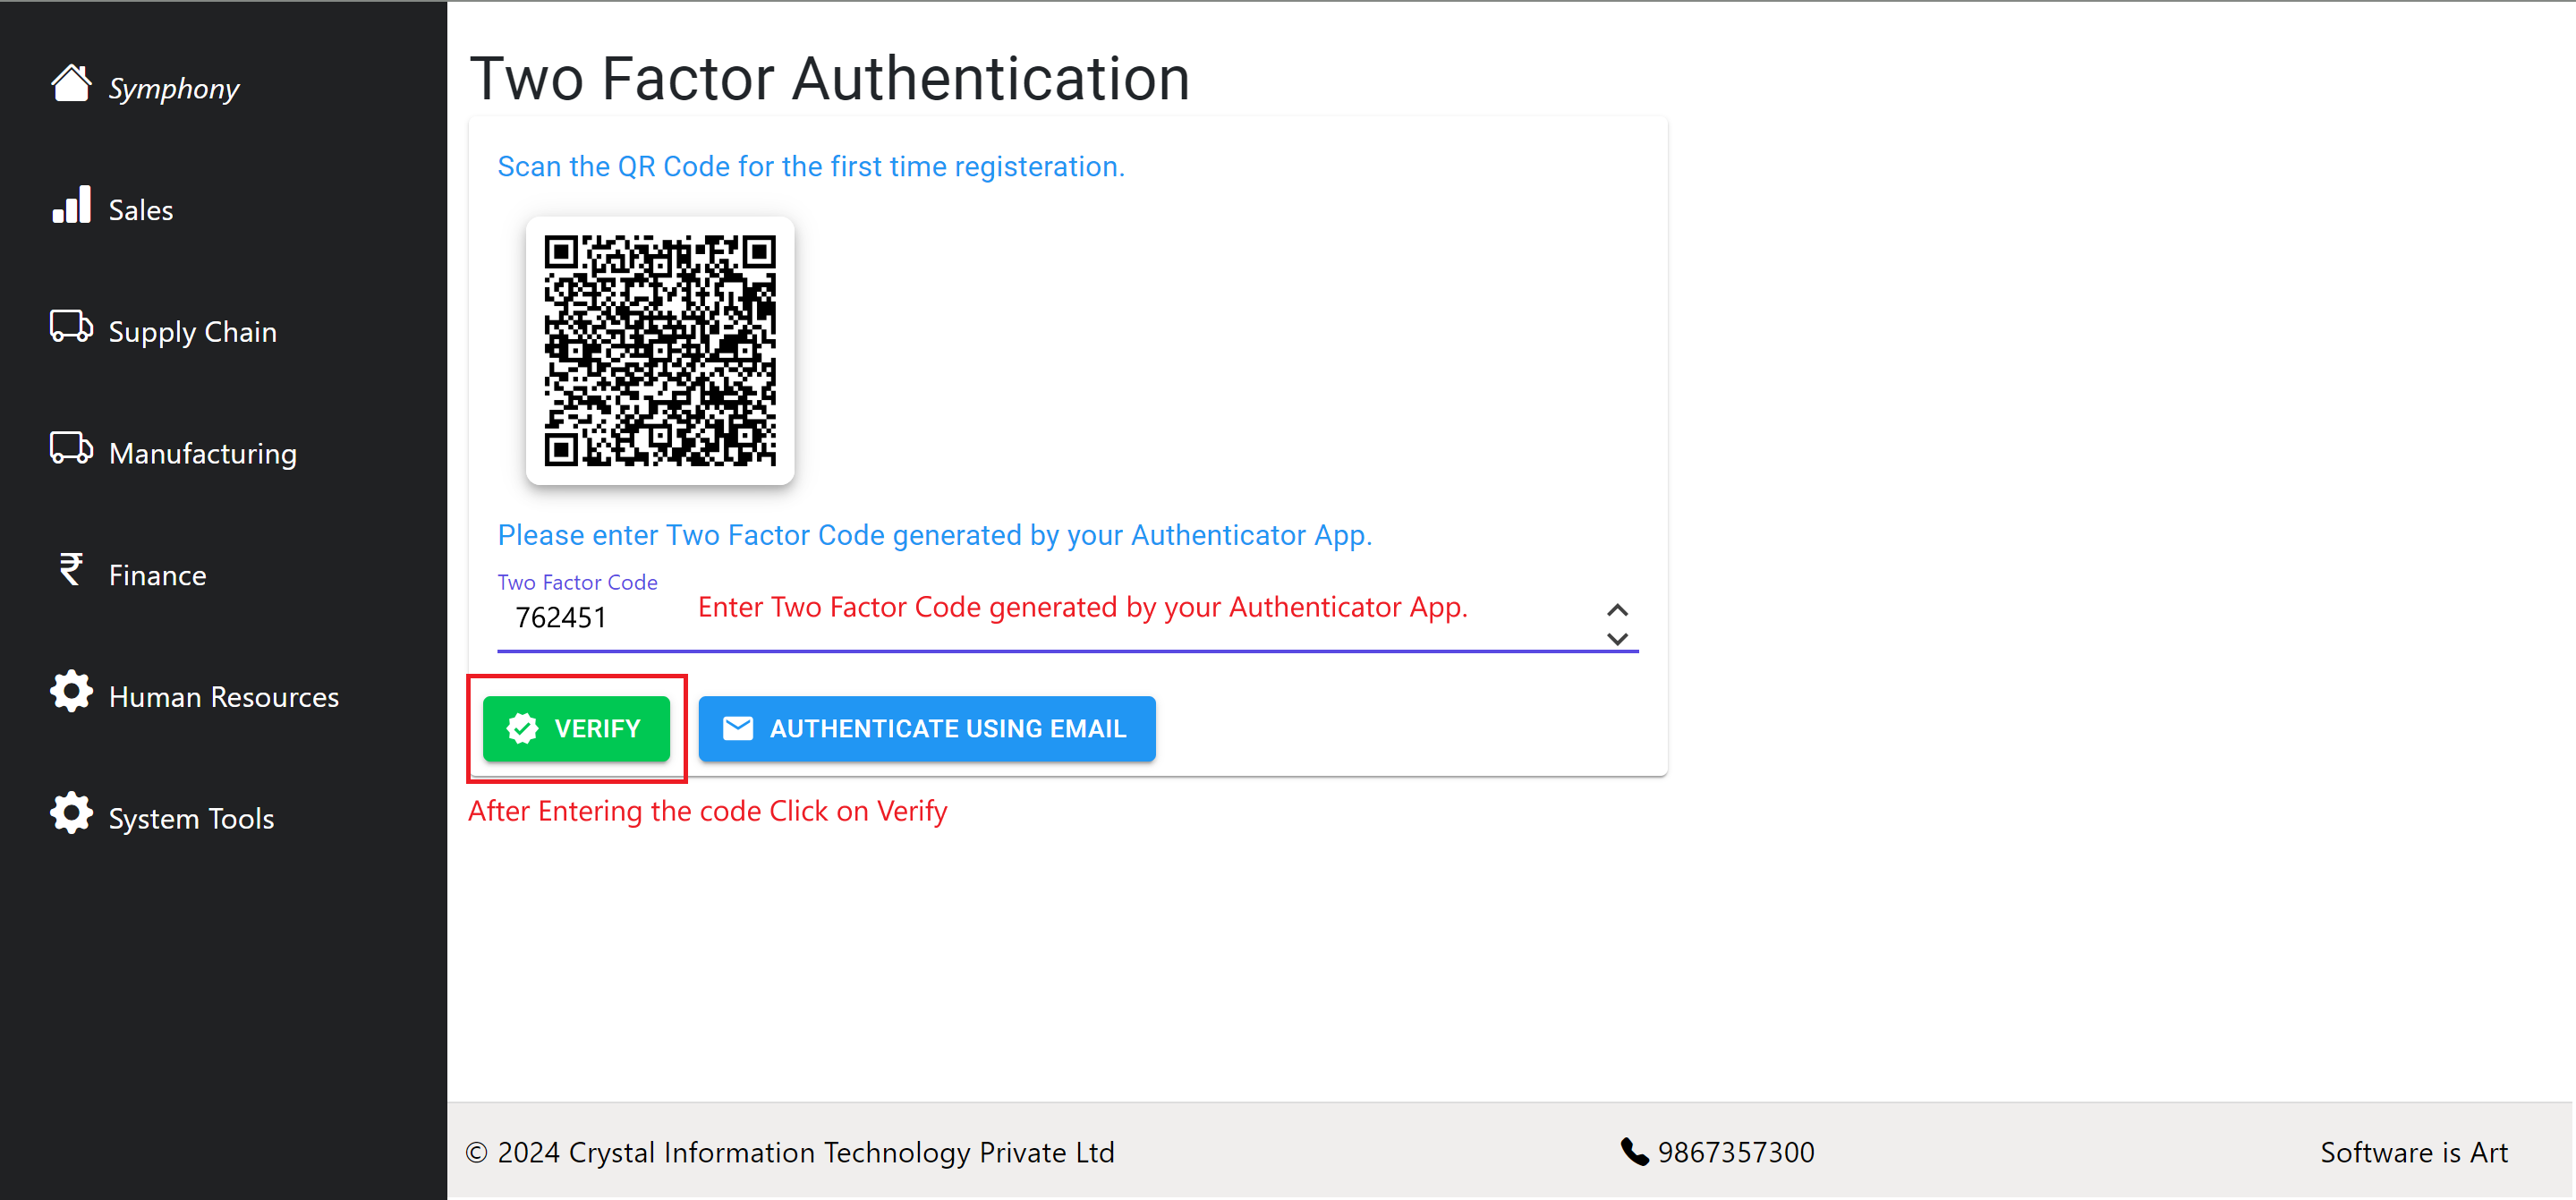 Symphony
Sales
Supply Chain
Manufacturing
Finance
Human Resources
System Tools
Two Factor Authentication
Scan the QR Code for the first time registeration.
Please enter Two Factor Code generated by your Authenticator App.
Two Factor Code
762451
Enter Two Factor Code generated by your Authenticator App.
VERIFY
AUTHENTICATE USING EMAIL
After Entering the code Click on Verify
© 2024 Crystal Information Technology Private Ltd
9867357300
Software is Art